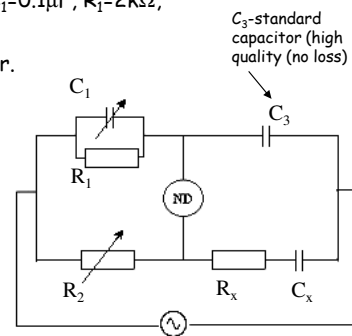 ₁=0.1μF, R₁=2kΩ,
r.
C₃-standard
capacitor (high
quality (no loss)
C₁
C₃
R₁
ND
R₂
Rₓ
Cₓ